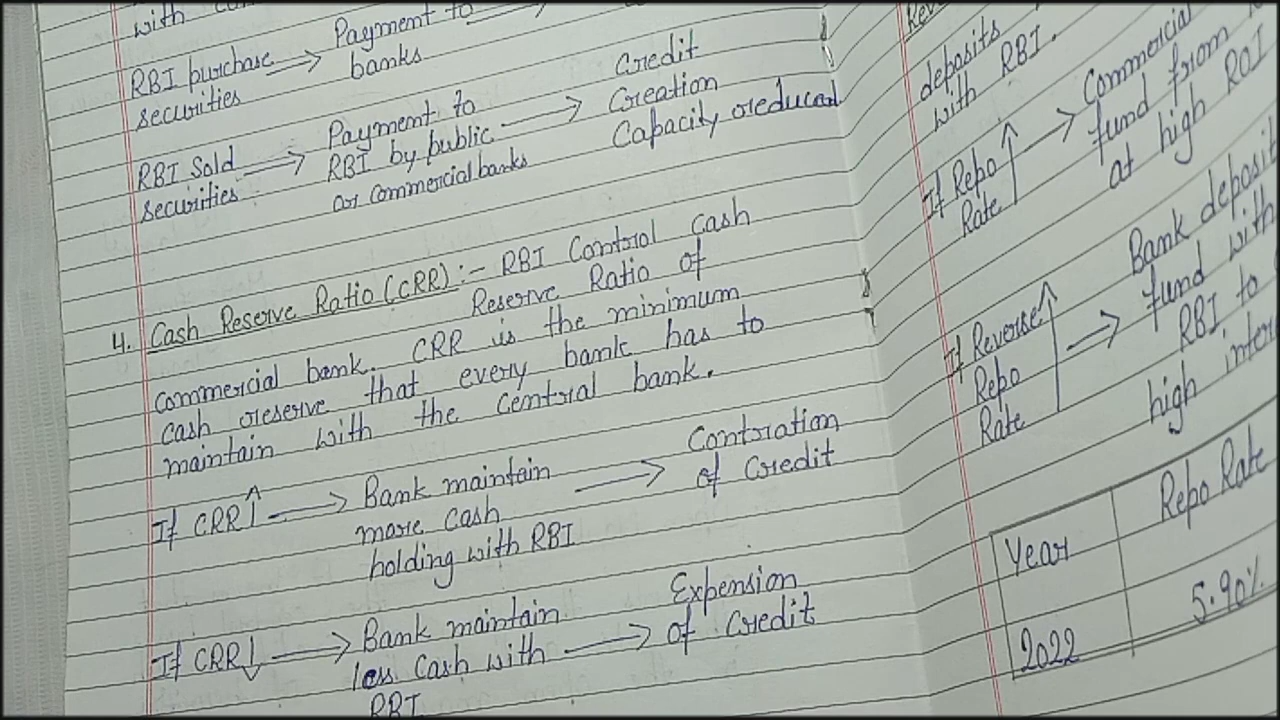 with
RBI purchase → Payment to
securities banks
RBI Sold → Payment to → Credit
securities RBI by public Creation
or commercial banks Capacity reduced
4. Cash Reserve Ratio (CRR) :- RBI Control Cash
Reserve Ratio of
commercial bank. CRR is the minimum
cash reserve that every bank has to
maintain with the central bank.
If CRR↑ → Bank maintain → Contration
more cash of Credit
holding with RBI
If CRR↓ → Bank maintain → Expension
less Cash with of Credit
RBI
deposits
with RBI.
If Repo ↑ → Commercial
Rate fund from
at high ROI
If Reverse ↑ → Bank deposit
Repo fund with
Rate RBI to
high
Year Repo Rate
2022 5.90%